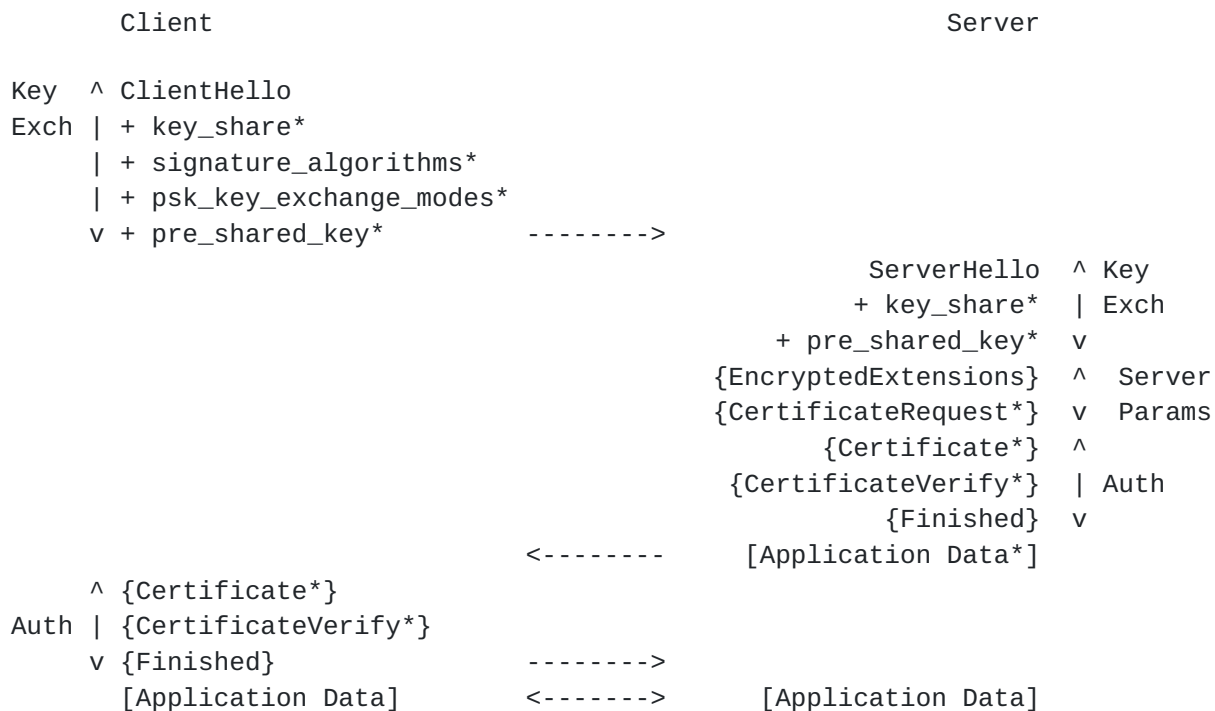 Client                                               Server

Key  ^ ClientHello
Exch | + key_share*
     | + signature_algorithms*
     | + psk_key_exchange_modes*
     v + pre_shared_key*         -------->
                                                       ServerHello  ^ Key
                                                      + key_share*  | Exch
                                                 + pre_shared_key*  v
                                             {EncryptedExtensions}  ^  Server
                                             {CertificateRequest*}  v  Params
                                                    {Certificate*}  ^
                                              {CertificateVerify*}  | Auth
                                                        {Finished}  v
                                 <--------     [Application Data*]
     ^ {Certificate*}
Auth | {CertificateVerify*}
     v {Finished}                -------->
       [Application Data]        <------->      [Application Data]